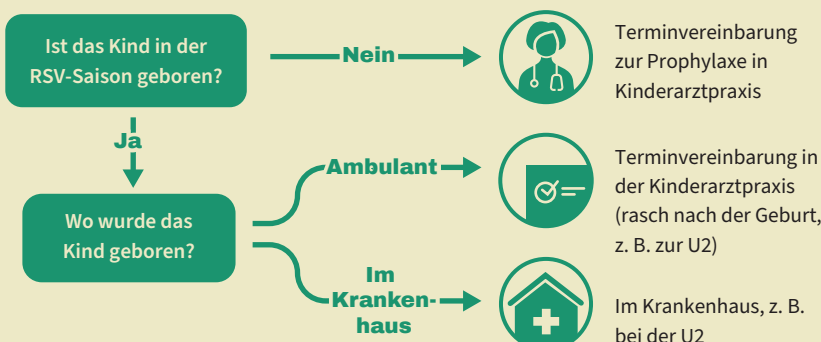 Ist das Kind in der
RSV-Saison geboren?
Nein
Terminvereinbarung
zur Prophylaxe in
Kinderarztpraxis
Ja
Wo wurde das
Kind geboren?
Ambulant
Terminvereinbarung in
der Kinderarztpraxis
(rasch nach der Geburt,
z. B. zur U2)
Im
Kranken-
haus
Im Krankenhaus, z. B.
bei der U2